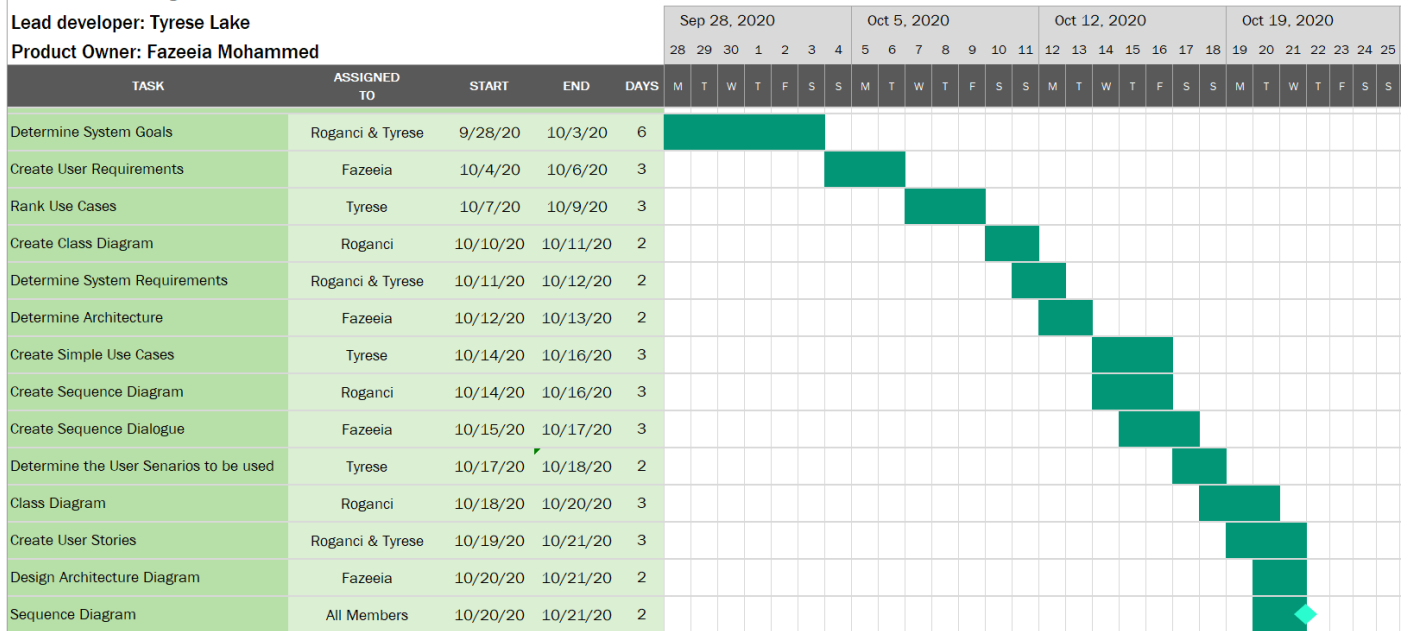 Lead developer: Tyrese Lake
Product Owner: Fazeeia Mohammed
Sep 28, 2020 Oct 5, 2020 Oct 12, 2020 Oct 19, 2020
28 29 30 1 2 3 4 5 6 7 8 9 10 11 12 13 14 15 16 17 18 19 20 21 22 23 24 25
TASK ASSIGNED TO START END DAYS M T W T F S S M T W T F S S M T W T F S S M T W T F S S
Determine System Goals Roganci & Tyrese 9/28/20 10/3/20 6
Create User Requirements Fazeeia 10/4/20 10/6/20 3
Rank Use Cases Tyrese 10/7/20 10/9/20 3
Create Class Diagram Roganci 10/10/20 10/11/20 2
Determine System Requirements Roganci & Tyrese 10/11/20 10/12/20 2
Determine Architecture Fazeeia 10/12/20 10/13/20 2
Create Simple Use Cases Tyrese 10/14/20 10/16/20 3
Create Sequence Diagram Roganci 10/14/20 10/16/20 3
Create Sequence Dialogue Fazeeia 10/15/20 10/17/20 3
Determine the User Senarios to be used Tyrese 10/17/20 10/18/20 2
Class Diagram Roganci 10/18/20 10/20/20 3
Create User Stories Roganci & Tyrese 10/19/20 10/21/20 3
Design Architecture Diagram Fazeeia 10/20/20 10/21/20 2
Sequence Diagram All Members 10/20/20 10/21/20 2